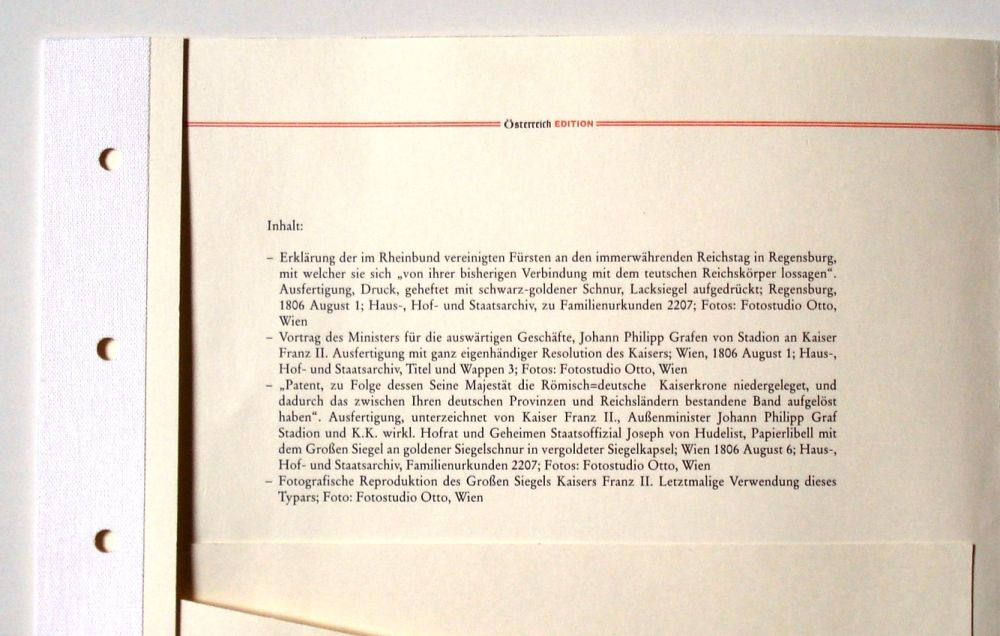 Österreich EDITION
Inhalt:
– Erklärung der im Rheinbund vereinigten Fürsten an den immerwährenden Reichstag in Regensburg,
mit welcher sie sich „von ihrer bisherigen Verbindung mit dem teutschen Reichskörper lossagen“.
Ausfertigung, Druck, geheftet mit schwarz-goldener Schnur, Lacksiegel aufgedrückt; Regensburg,
1806 August 1; Haus-, Hof- und Staatsarchiv, zu Familienurkunden 2207; Fotos: Fotostudio Otto,
Wien
– Vortrag des Ministers für die auswärtigen Geschäfte, Johann Philipp Grafen von Stadion an Kaiser
Franz II. Ausfertigung mit ganz eigenhändiger Resolution des Kaisers; Wien, 1806 August 1; Haus-,
Hof- und Staatsarchiv, Titel und Wappen 3; Fotos: Fotostudio Otto, Wien
– „Patent, zu Folge dessen Seine Majestät die Römisch=deutsche Kaiserkrone niedergeleget, und
dadurch das zwischen Ihren deutschen Provinzen und Reichsländern bestandene Band aufgelöst
haben“. Ausfertigung, unterzeichnet von Kaiser Franz II., Außenminister Johann Philipp Graf
Stadion und K.K. wirkl. Hofrat und Geheimen Staatsoffizial Joseph von Hudelist, Papierlibell mit
dem Großen Siegel an goldener Siegelschnur in vergoldeter Siegelkapsel; Wien 1806 August 6; Haus-,
Hof- und Staatsarchiv, Familienurkunden 2207; Fotos: Fotostudio Otto, Wien
– Fotografische Reproduktion des Großen Siegels Kaisers Franz II. Letztmalige Verwendung dieses
Typars; Foto: Fotostudio Otto, Wien